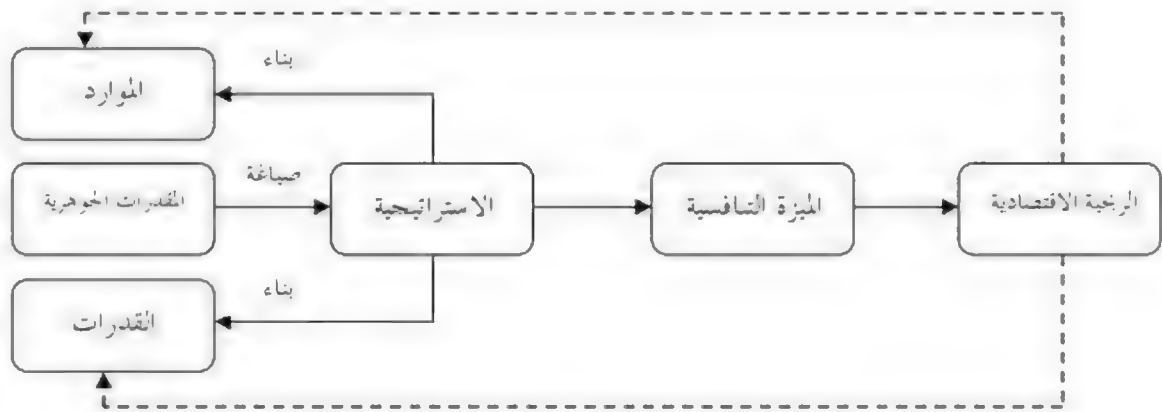 بناء
الموارد
صياغة
المقدرات الجوهرية
الاستراتيجية
الميزة التنافسية
الربحية الاقتصادية
بناء
القدرات